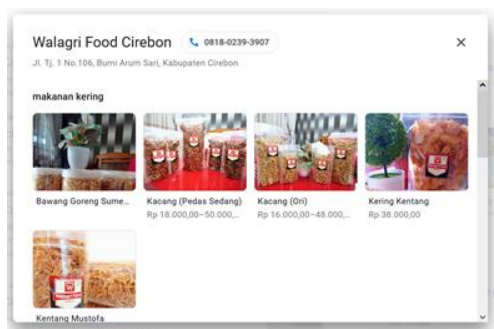 Walagri Food Cirebon
0818-0239-3907
Jl. Tj. 1 No.106, Bumi Arum Sari, Kabupaten Cirebon
makanan kering
Bawang Goreng Sume...
Kacang (Pedas Sedang)
Kacang (Ori)
Kering Kentang
Rp 18.000,00–50.000,...
Rp 16.000,00–48.000,...
Rp 38.000,00
Kentang Mustofa